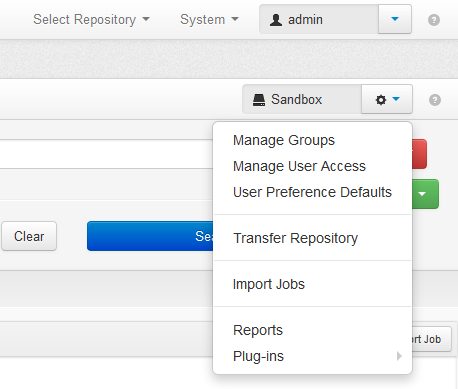 Select Repository System admin
Sandbox
Manage Groups
Manage User Access
User Preference Defaults
Transfer Repository
Clear
Import Jobs
Reports
Job
Plug-ins